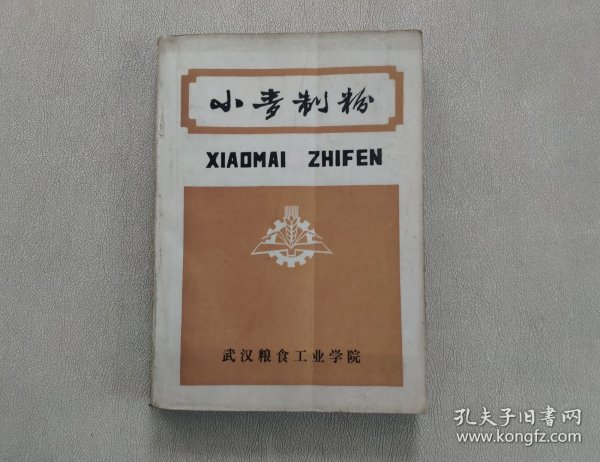 小麦制粉
XIAOMAI ZHIFEN
武汉粮食工业学院
孔夫子旧书网
www.kongfz.com